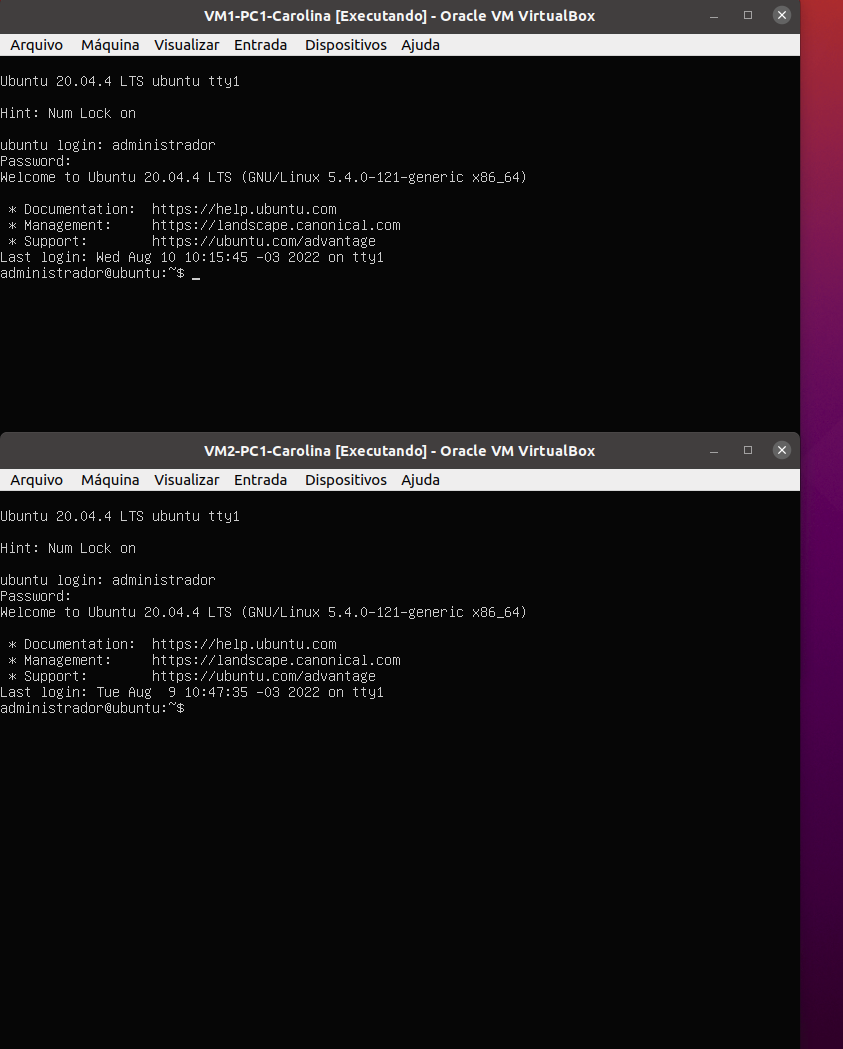 VM1-PC1-Carolina [Executando] - Oracle VM VirtualBox
Arquivo Máquina Visualizar Entrada Dispositivos Ajuda
Ubuntu 20.04.4 LTS ubuntu tty1
Hint: Num Lock on
ubuntu login: administrador
Password:
Welcome to Ubuntu 20.04.4 LTS (GNU/Linux 5.4.0-121-generic x86_64)
* Documentation:  https://help.ubuntu.com
* Management:     https://landscape.canonical.com
* Support:        https://ubuntu.com/advantage
Last login: Wed Aug 10 10:15:45 -03 2022 on tty1
administrador@ubuntu:~$ _
VM2-PC1-Carolina [Executando] - Oracle VM VirtualBox
Arquivo Máquina Visualizar Entrada Dispositivos Ajuda
Ubuntu 20.04.4 LTS ubuntu tty1
Hint: Num Lock on
ubuntu login: administrador
Password:
Welcome to Ubuntu 20.04.4 LTS (GNU/Linux 5.4.0-121-generic x86_64)
* Documentation:  https://help.ubuntu.com
* Management:     https://landscape.canonical.com
* Support:        https://ubuntu.com/advantage
Last login: Tue Aug  9 10:47:35 -03 2022 on tty1
administrador@ubuntu:~$